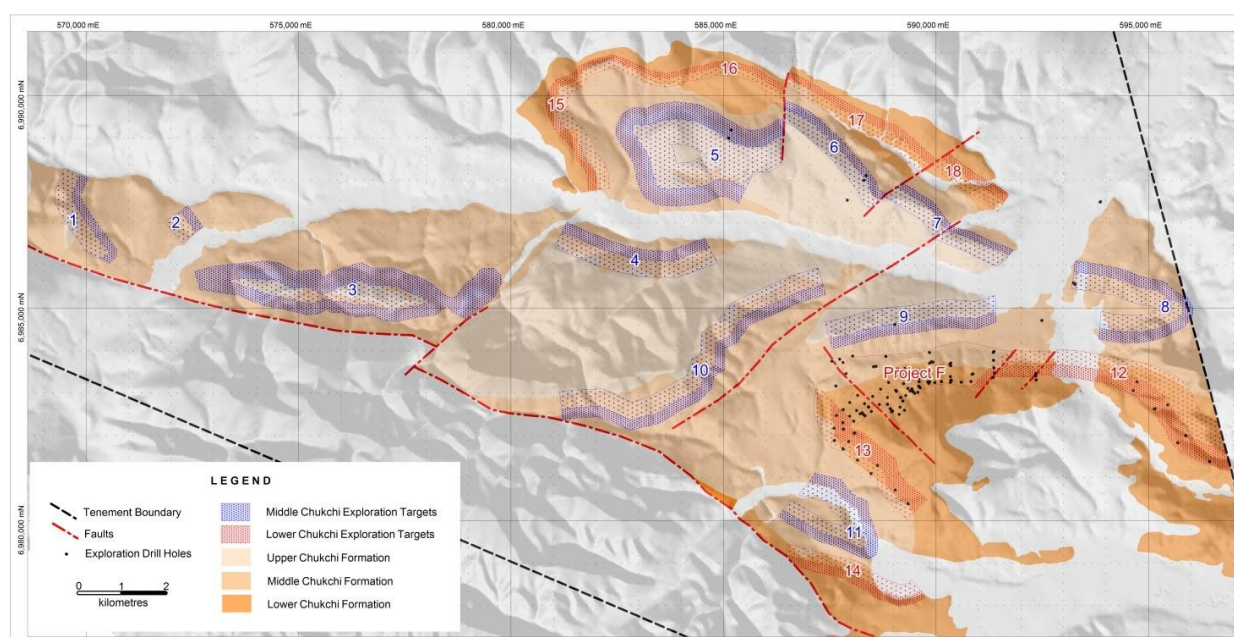 570,000 mE 575,000 mE 580,000 mE 585,000 mE 590,000 mE 595,000 mE
6,990,000 mN
6,985,000 mN
6,980,000 mN
16
15
17
5
6
18
1
2
7
4
3
8
9
10
Project F
12
13
11
14
LEGEND
Tenement Boundary
Faults
Exploration Drill Holes
0 1 2
kilometres
Middle Chukchi Exploration Targets
Lower Chukchi Exploration Targets
Upper Chukchi Formation
Middle Chukchi Formation
Lower Chukchi Formation